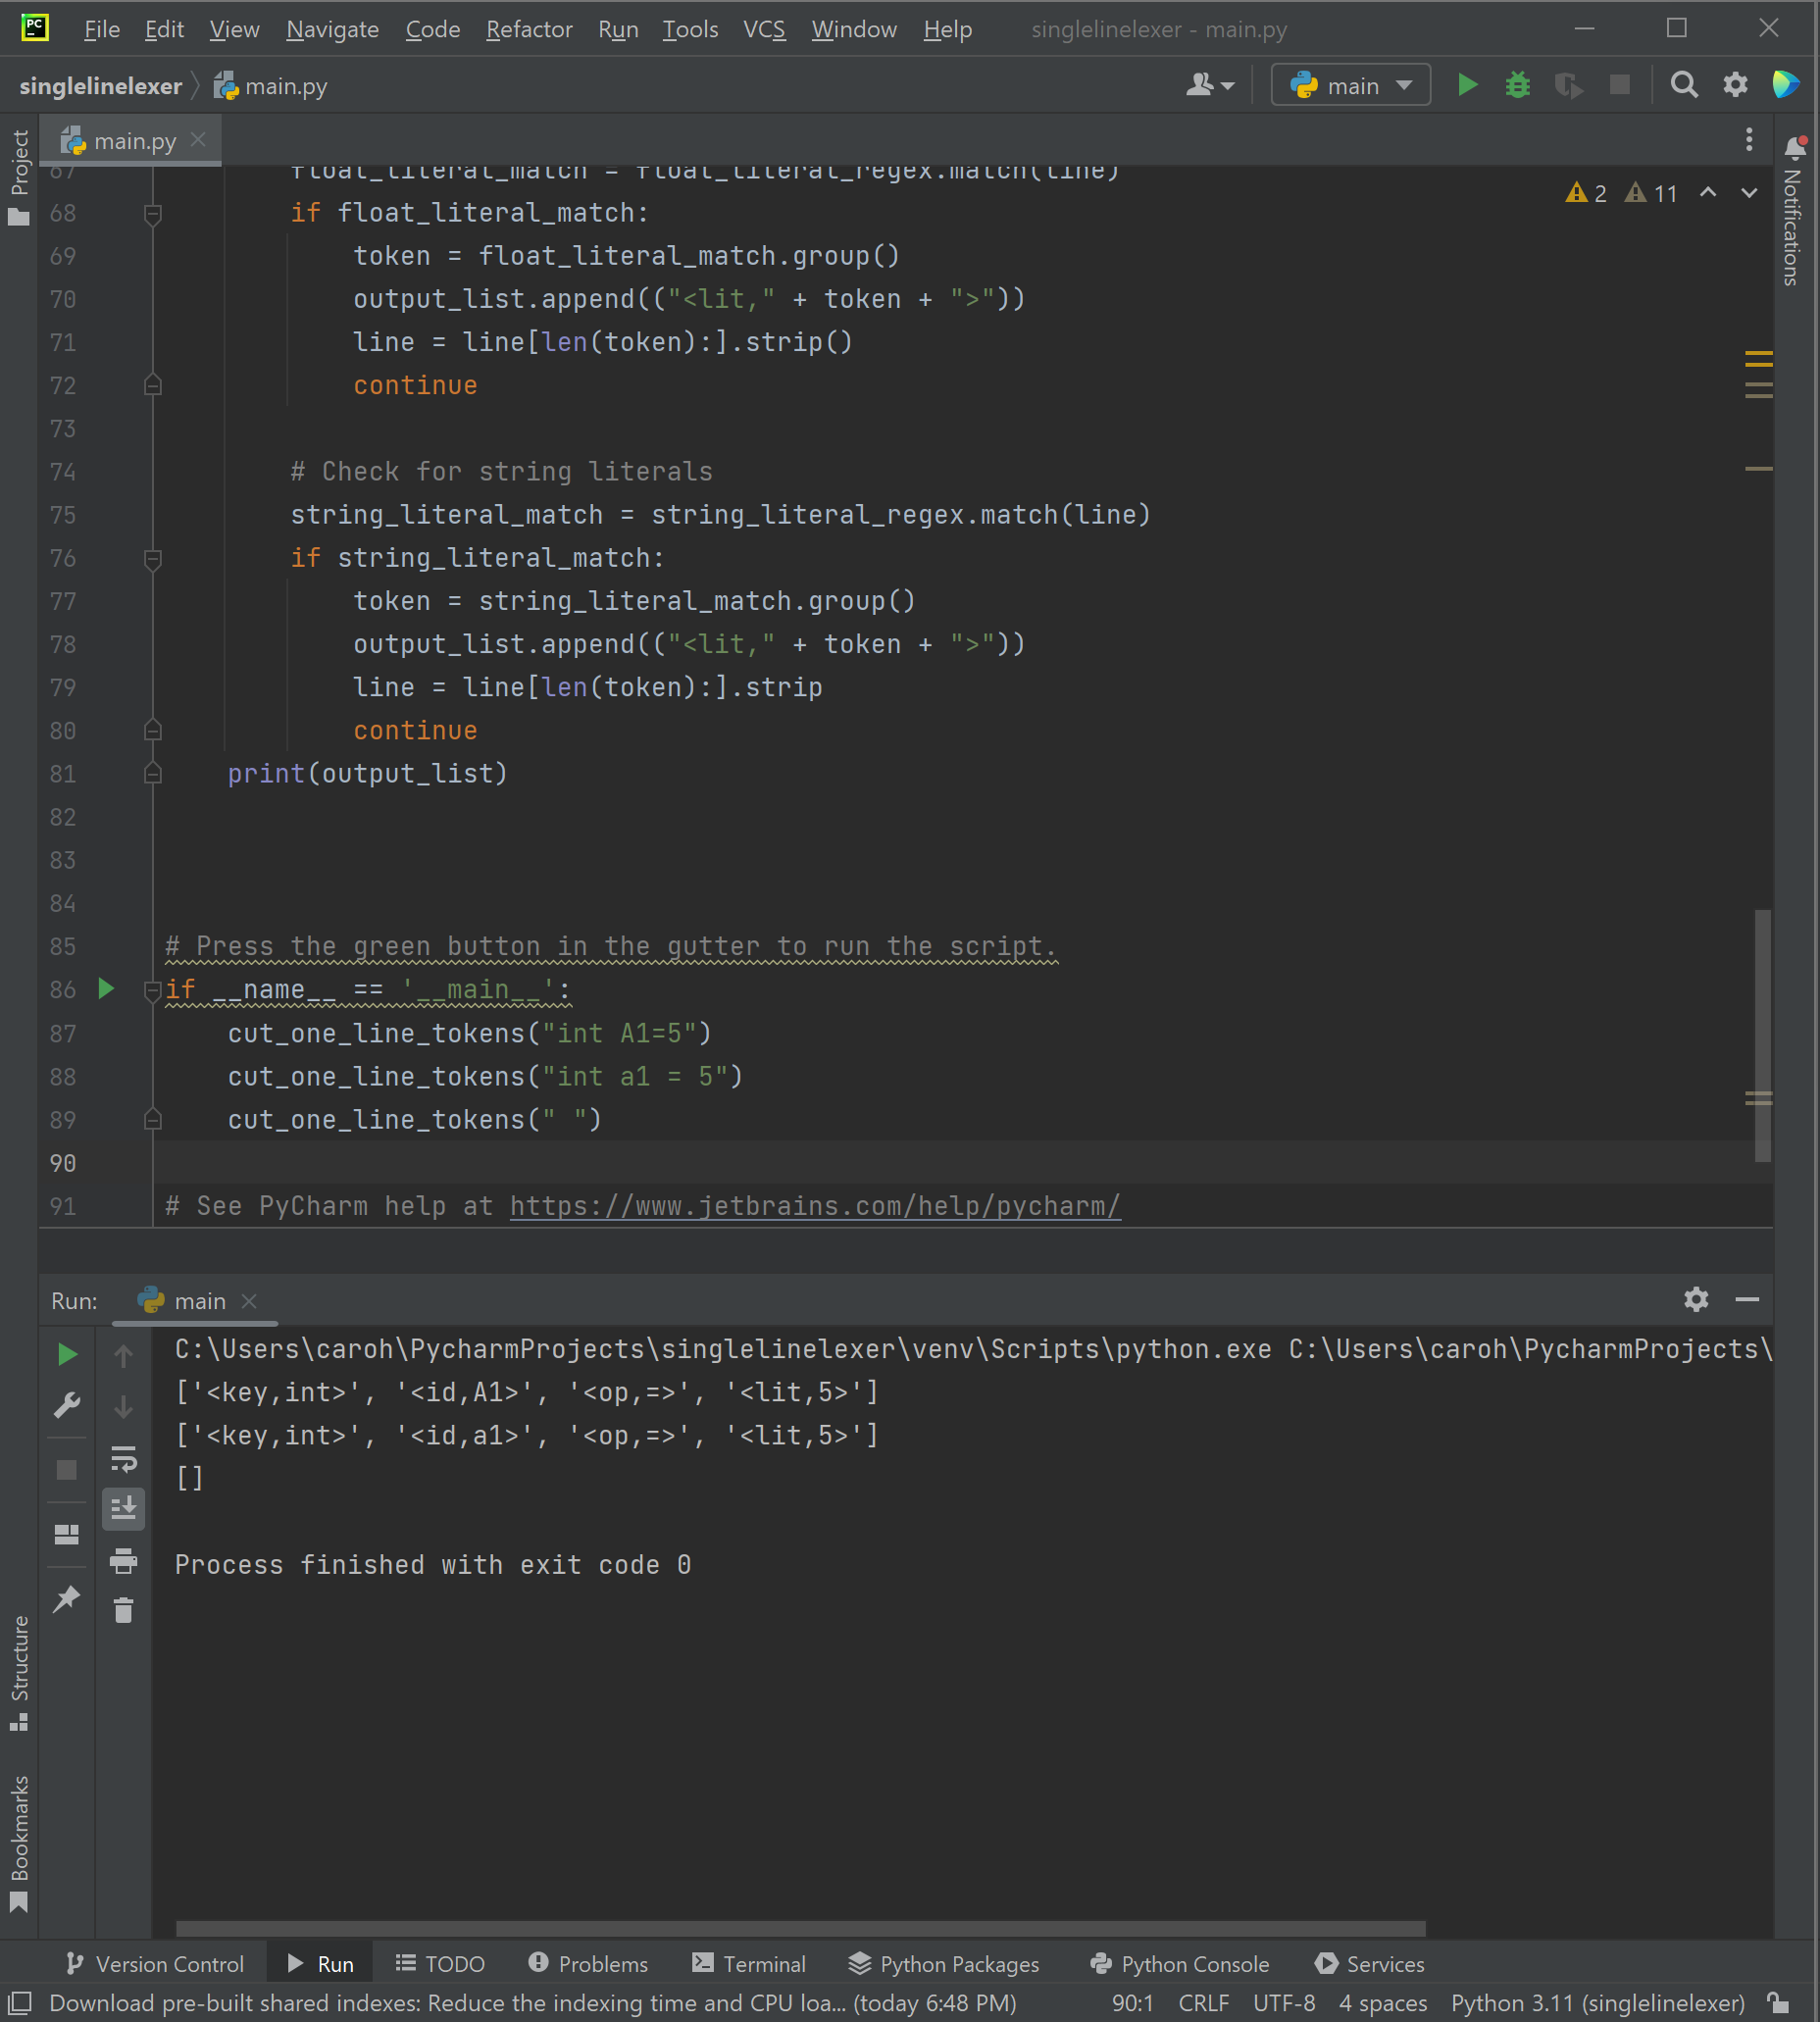 File Edit View Navigate Code Refactor Run Tools VCS Window Help singlelinelexer - main.py
singlelinelexer main.py main
Project
main.py
Notifications
2 11
67 float_literal_match = float_literal_regex.match(line)
68 if float_literal_match:
69 token = float_literal_match.group()
70 output_list.append(("<lit," + token + ">"))
71 line = line[len(token):].strip()
72 continue
73
74 # Check for string literals
75 string_literal_match = string_literal_regex.match(line)
76 if string_literal_match:
77 token = string_literal_match.group()
78 output_list.append(("<lit," + token + ">"))
79 line = line[len(token):].strip
80 continue
81 print(output_list)
82
83
84
85 # Press the green button in the gutter to run the script.
86 if __name__ == '__main__':
87 cut_one_line_tokens("int A1=5")
88 cut_one_line_tokens("int a1 = 5")
89 cut_one_line_tokens(" ")
90
91 # See PyCharm help at https://www.jetbrains.com/help/pycharm/
Run: main
C:\Users\caroh\PycharmProjects\singlelinelexer\venv\Scripts\python.exe C:\Users\caroh\PycharmProjects\
['<key,int>', '<id,A1>', '<op,=>', '<lit,5>']
['<key,int>', '<id,a1>', '<op,=>', '<lit,5>']
[]
Process finished with exit code 0
Structure
Bookmarks
Version Control Run TODO Problems Terminal Python Packages Python Console Services
Download pre-built shared indexes: Reduce the indexing time and CPU loa... (today 6:48 PM) 90:1 CRLF UTF-8 4 spaces Python 3.11 (singlelinelexer)